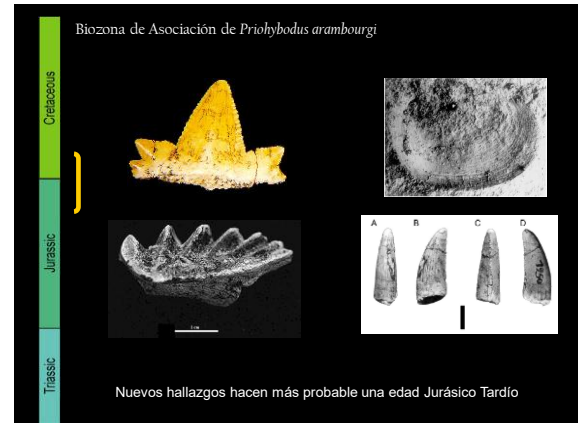 Biozona de Asociación de Priohybodus arambourgi
Cretaceous
Jurassic
Triassic
A B C D
Nuevos hallazgos hacen más probable una edad Jurásico Tardío